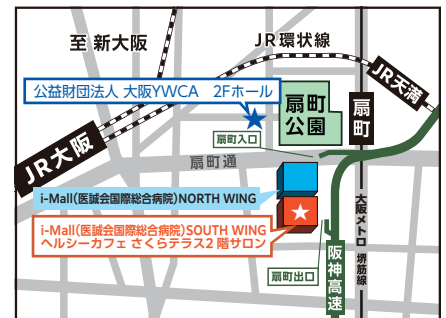 至 新大阪
JR環状線
JR天満
公益財団法人 大阪YWCA 2Fホール
扇町
公園
扇町
扇町入口
JR大阪
扇町通
i-Mall(医誠会国際総合病院)NORTH WING
i-Mall(医誠会国際総合病院)SOUTH WING
ヘルシーカフェ さくらテラス2階サロン
大阪メトロ 堺筋線
阪神高速
扇町出口